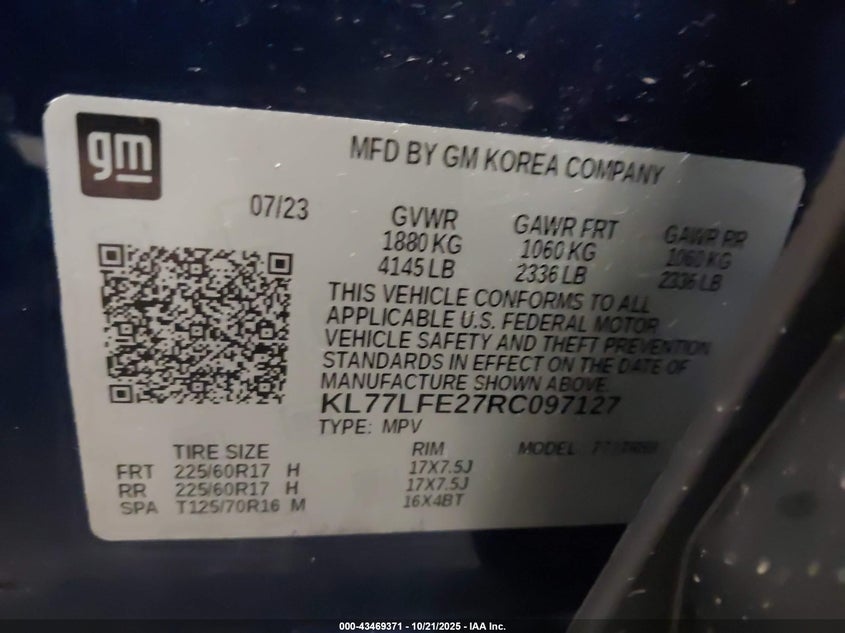 gm
MFD BY GM KOREA COMPANY
07/23
GVWR GAWR FRT GAWR RR
1880 KG 1060 KG 1060 KG
4145 LB 2336 LB 2336 LB
THIS VEHICLE CONFORMS TO ALL
APPLICABLE U.S. FEDERAL MOTOR
VEHICLE SAFETY AND THEFT PREVENTION
STANDARDS IN EFFECT ON THE DATE OF
MANUFACTURE SHOWN ABOVE.
KL77LFE27RC097127
TYPE: MPV
TIRE SIZE RIM MODEL:
FRT 225/60R17 H 17X7.5J
RR 225/60R17 H 17X7.5J
SPA T125/70R16 M 16X4BT
000-43469371 - 10/21/2025 - IAA Inc.